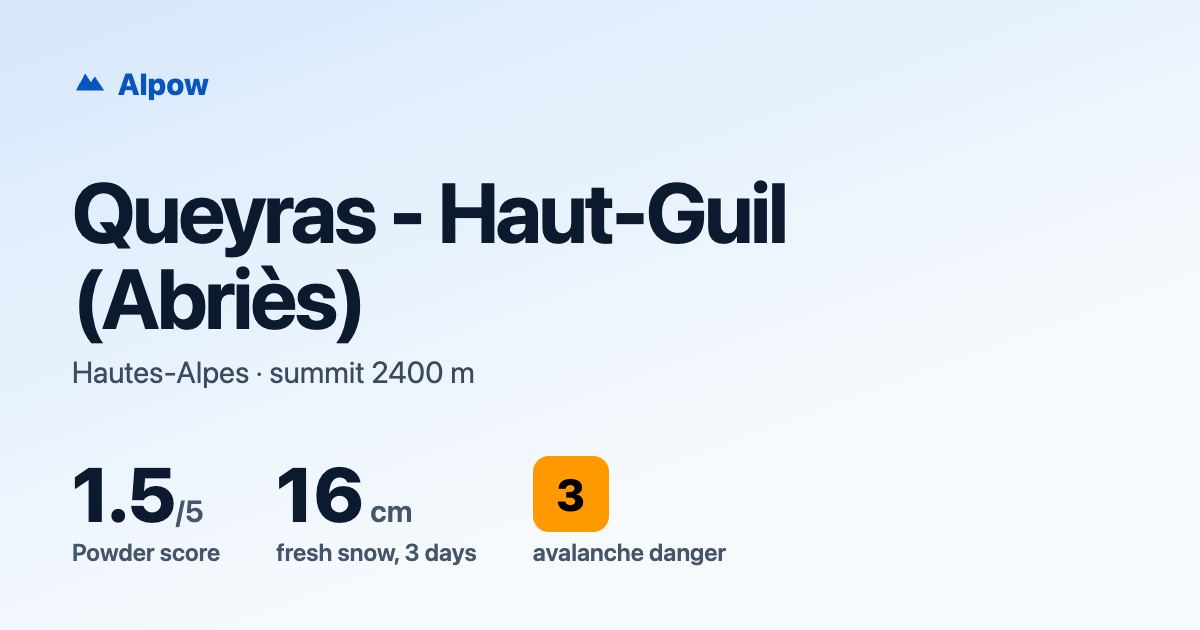 Alpow
Queyras - Haut-Guil
(Abriès)
Hautes-Alpes · summit 2400 m
1.5/5 16 cm 3
Powder score fresh snow, 3 days avalanche danger